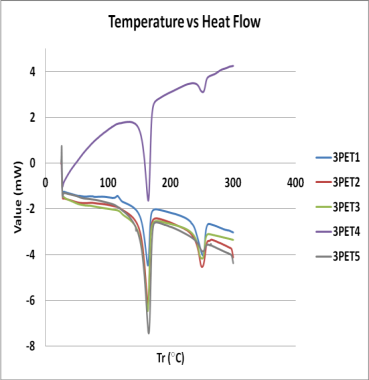 Temperature vs Heat Flow
4
2
0
-2
-4
-6
-8
0 100 200 300 400
Value (mW)
Tr (°C)
3PET1
3PET2
3PET3
3PET4
3PET5